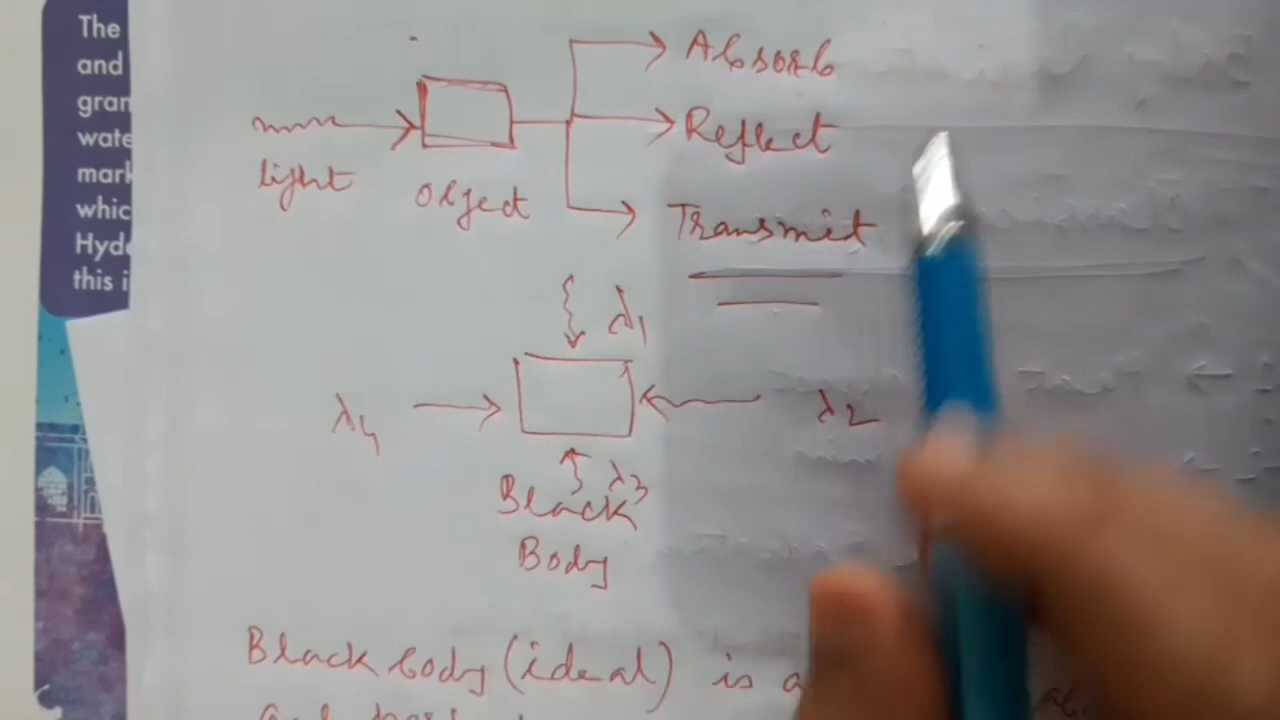 The
and
gran
wate
mark
whic
Hyde
this i
Absorb
Reflect
light
object
Transmit
λ1
λ4
λ2
λ3
Black
Body
Black body (ideal) is a